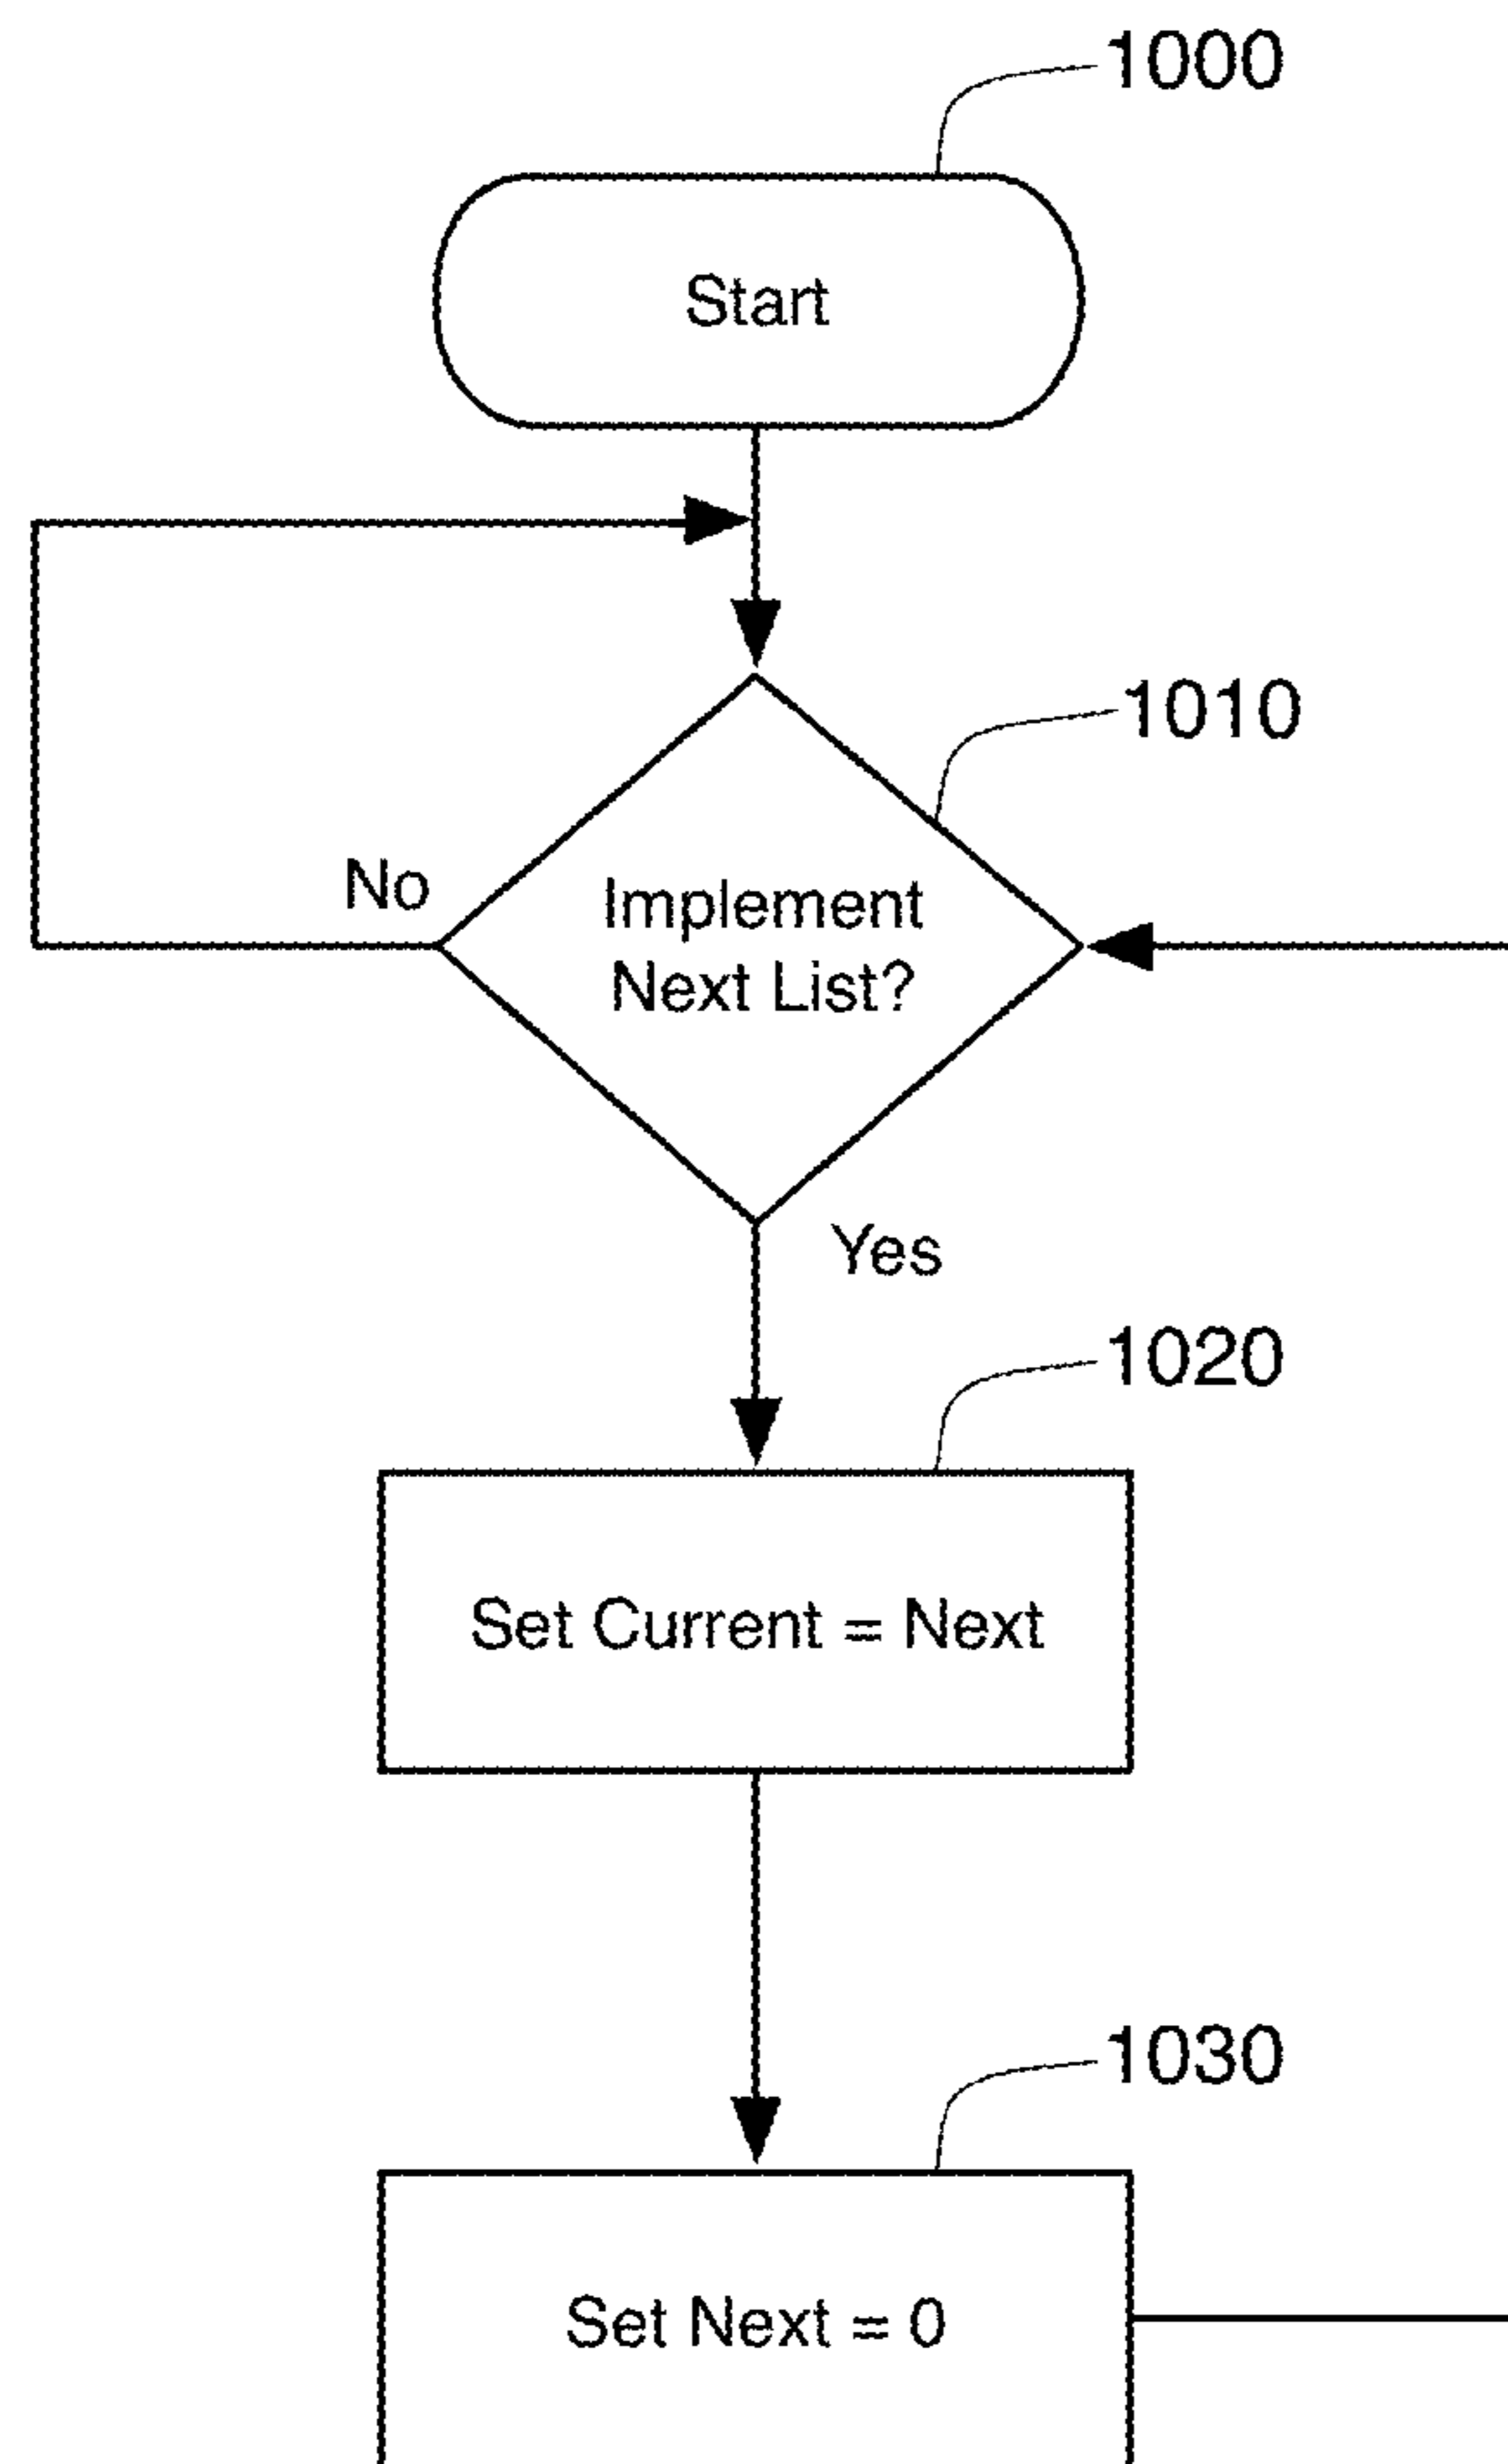 1000
Start
1010
No
Implement
Next List?
Yes
1020
Set Current = Next
1030
Set Next = 0